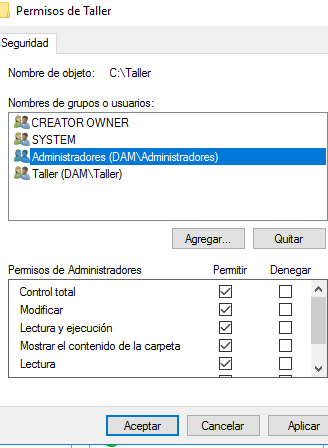 Permisos de Taller
Seguridad
Nombre de objeto: C:\Taller
Nombres de grupos o usuarios:
CREATOR OWNER
SYSTEM
Administradores (DAM\Administradores)
Taller (DAM\Taller)
Agregar... Quitar
Permisos de Administradores Permitir Denegar
Control total
Modificar
Lectura y ejecución
Mostrar el contenido de la carpeta
Lectura
Aceptar Cancelar Aplicar